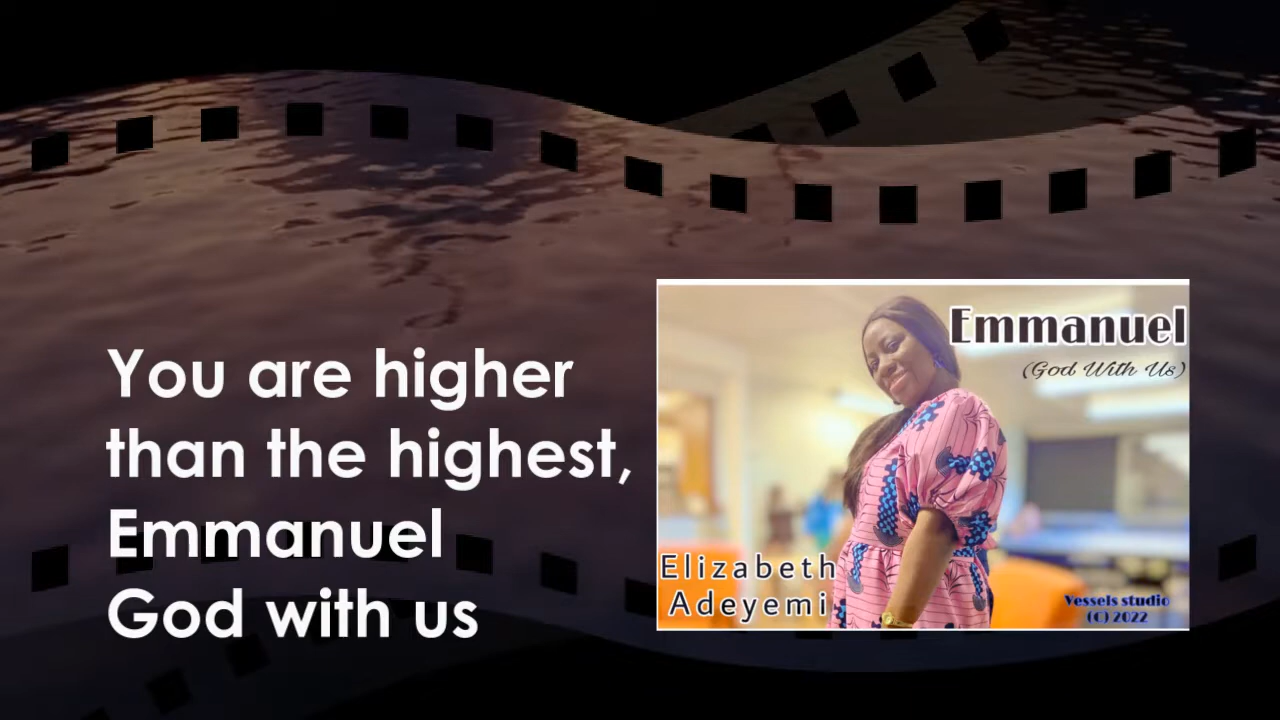 You are higher
than the highest,
Emmanuel
God with us
Emmanuel
(God With Us)
Elizabeth
Adeyemi
Vessels studio
(C) 2022